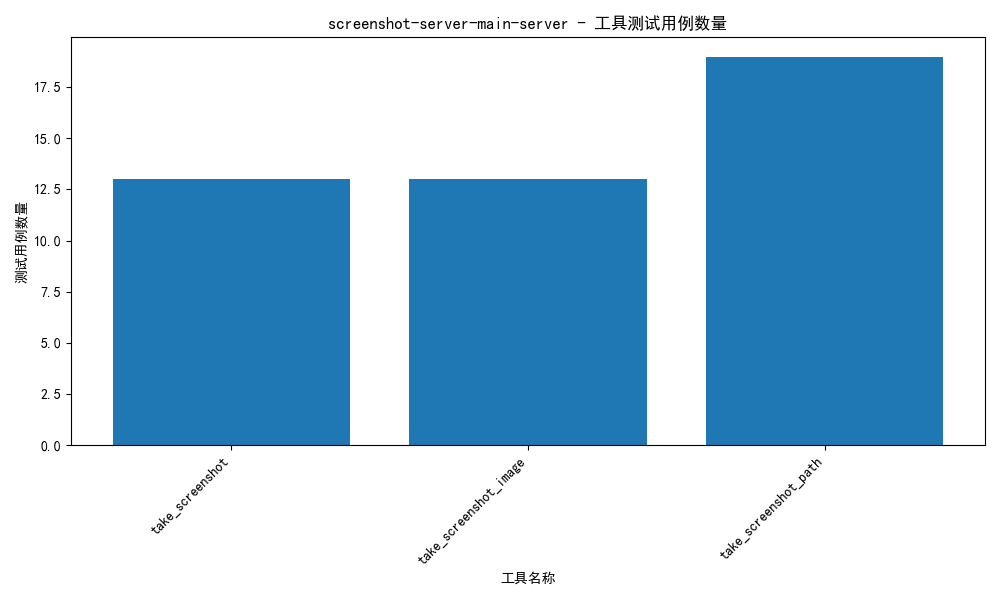 screenshot-server-main-server - 工具测试用例数量
测试用例数量
17.5
15.0
12.5
10.0
7.5
5.0
2.5
0.0
take_screenshot
take_screenshot_image
take_screenshot_path
工具名称